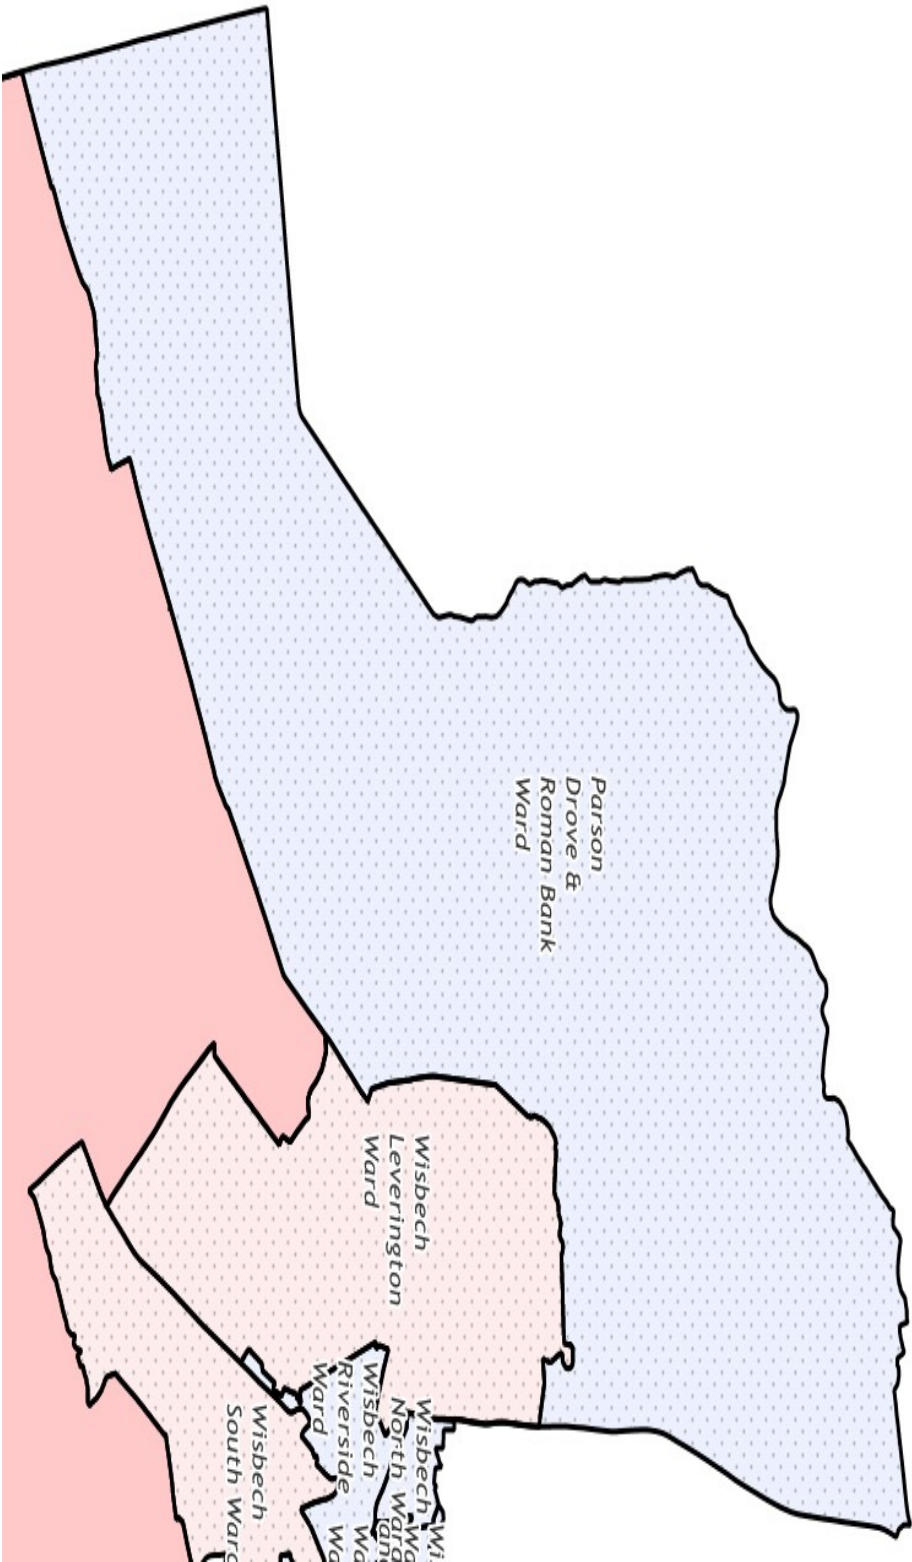 Parson
Drove &
Roman Bank
Ward
Wisbech
Leverington
Ward
Wisbech
Riverside
Ward
Wisbech
North Ward
Wisbech
South Ward